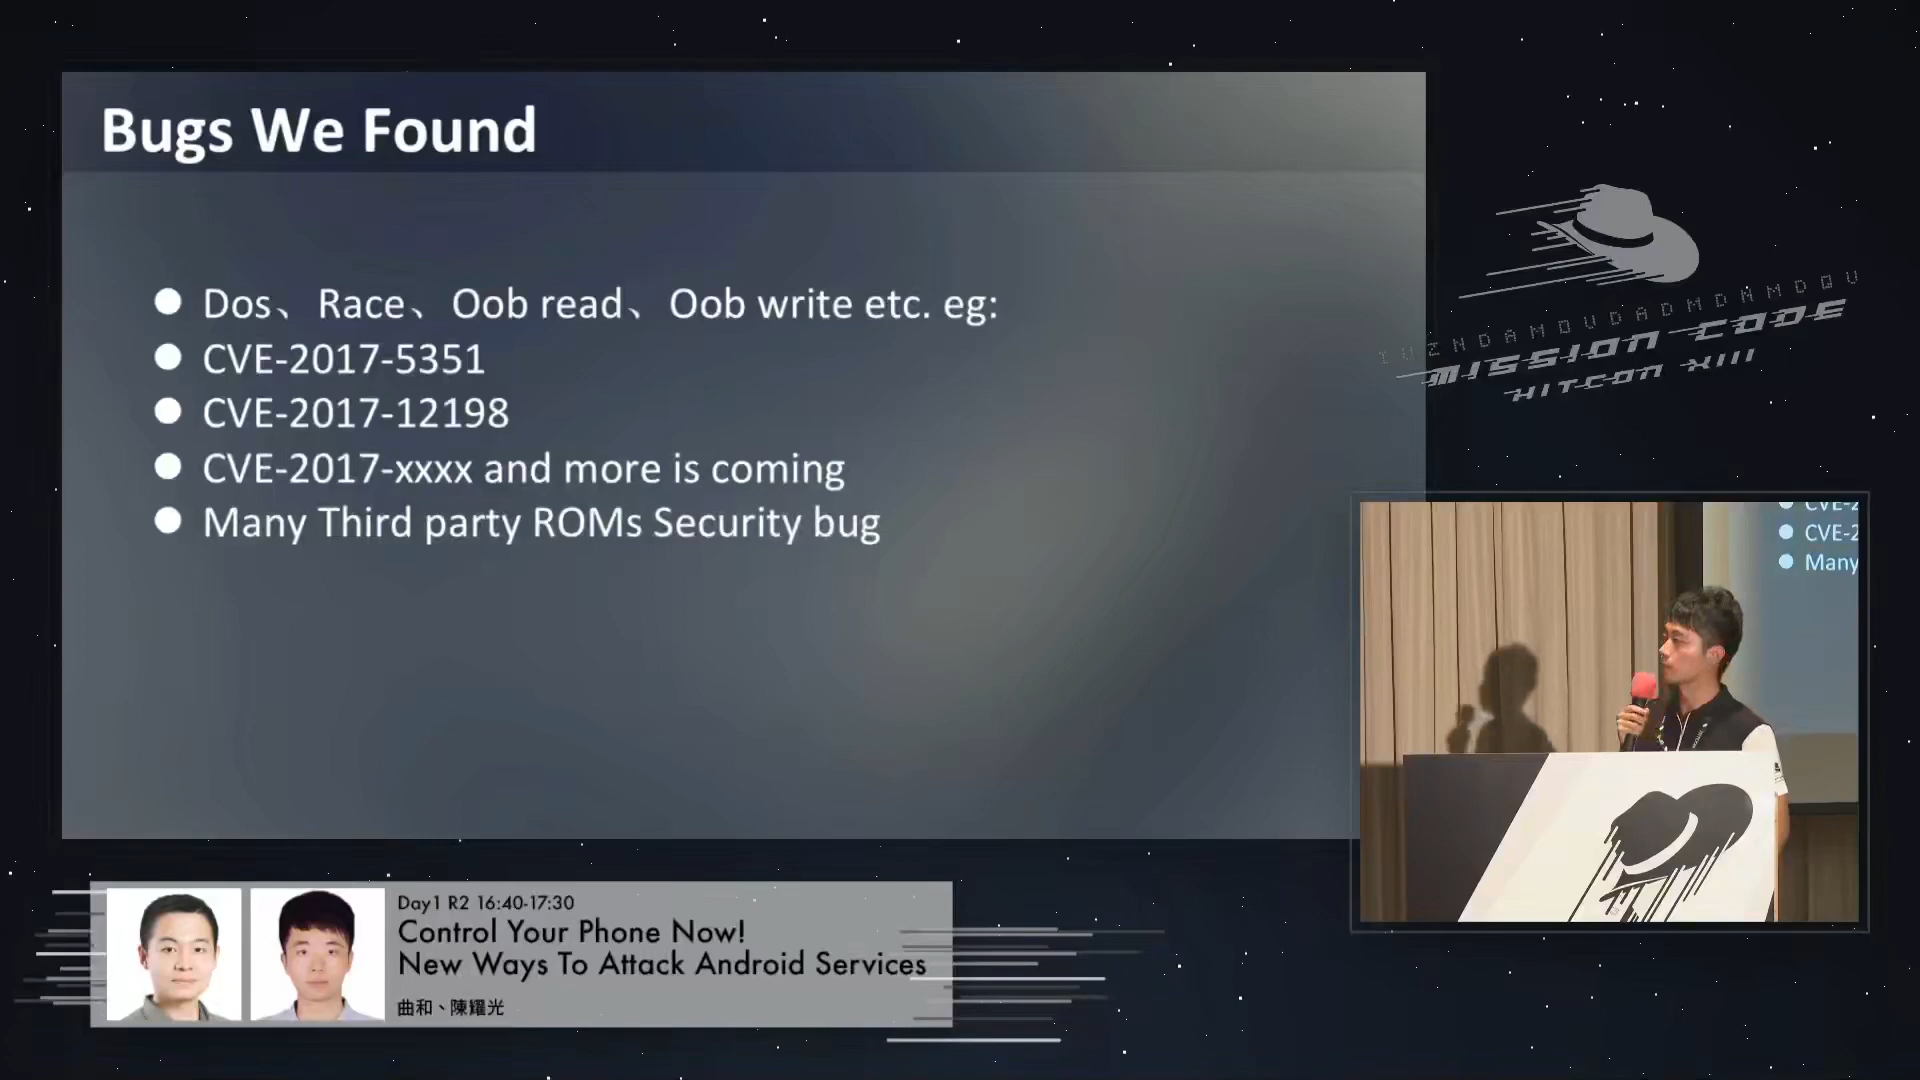 Bugs We Found
● Dos、Race、Oob read、Oob write etc. eg:
● CVE-2017-5351
● CVE-2017-12198
● CVE-2017-xxxx and more is coming
● Many Third party ROMs Security bug
MISSION CODE
HITCON XIII
● CVE-2
● CVE-2
● Many
Day1 R2 16:40-17:30
Control Your Phone Now!
New Ways To Attack Android Services
曲和、陳耀光